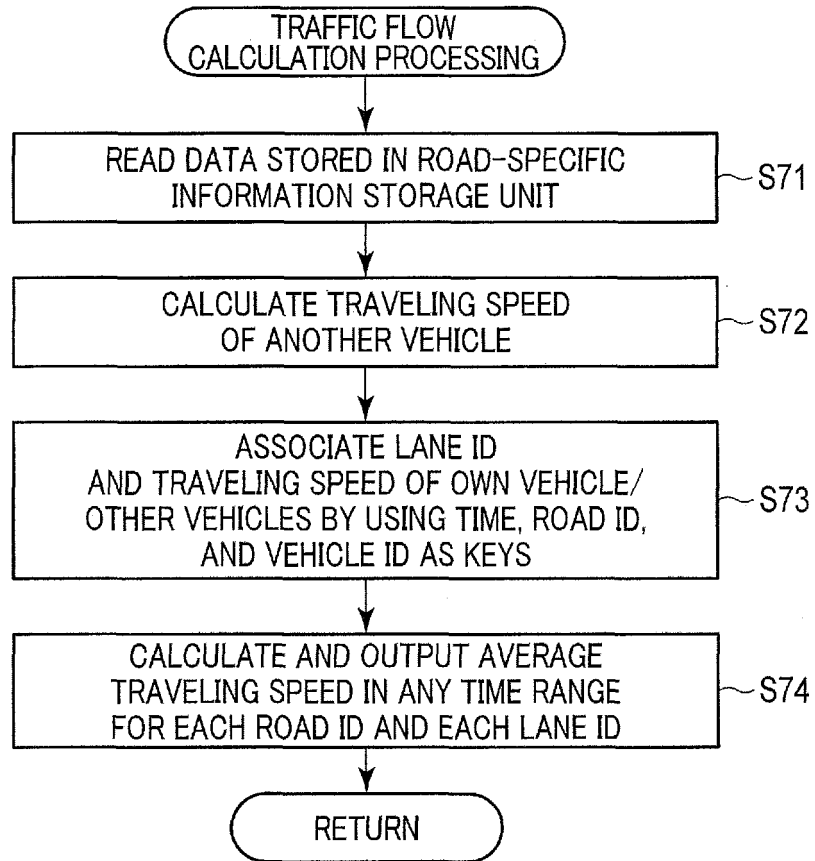 TRAFFIC FLOW
CALCULATION PROCESSING
READ DATA STORED IN ROAD-SPECIFIC
INFORMATION STORAGE UNIT
S71
CALCULATE TRAVELING SPEED
OF ANOTHER VEHICLE
S72
ASSOCIATE LANE ID
AND TRAVELING SPEED OF OWN VEHICLE/
OTHER VEHICLES BY USING TIME, ROAD ID,
AND VEHICLE ID AS KEYS
S73
CALCULATE AND OUTPUT AVERAGE
TRAVELING SPEED IN ANY TIME RANGE
FOR EACH ROAD ID AND EACH LANE ID
S74
RETURN